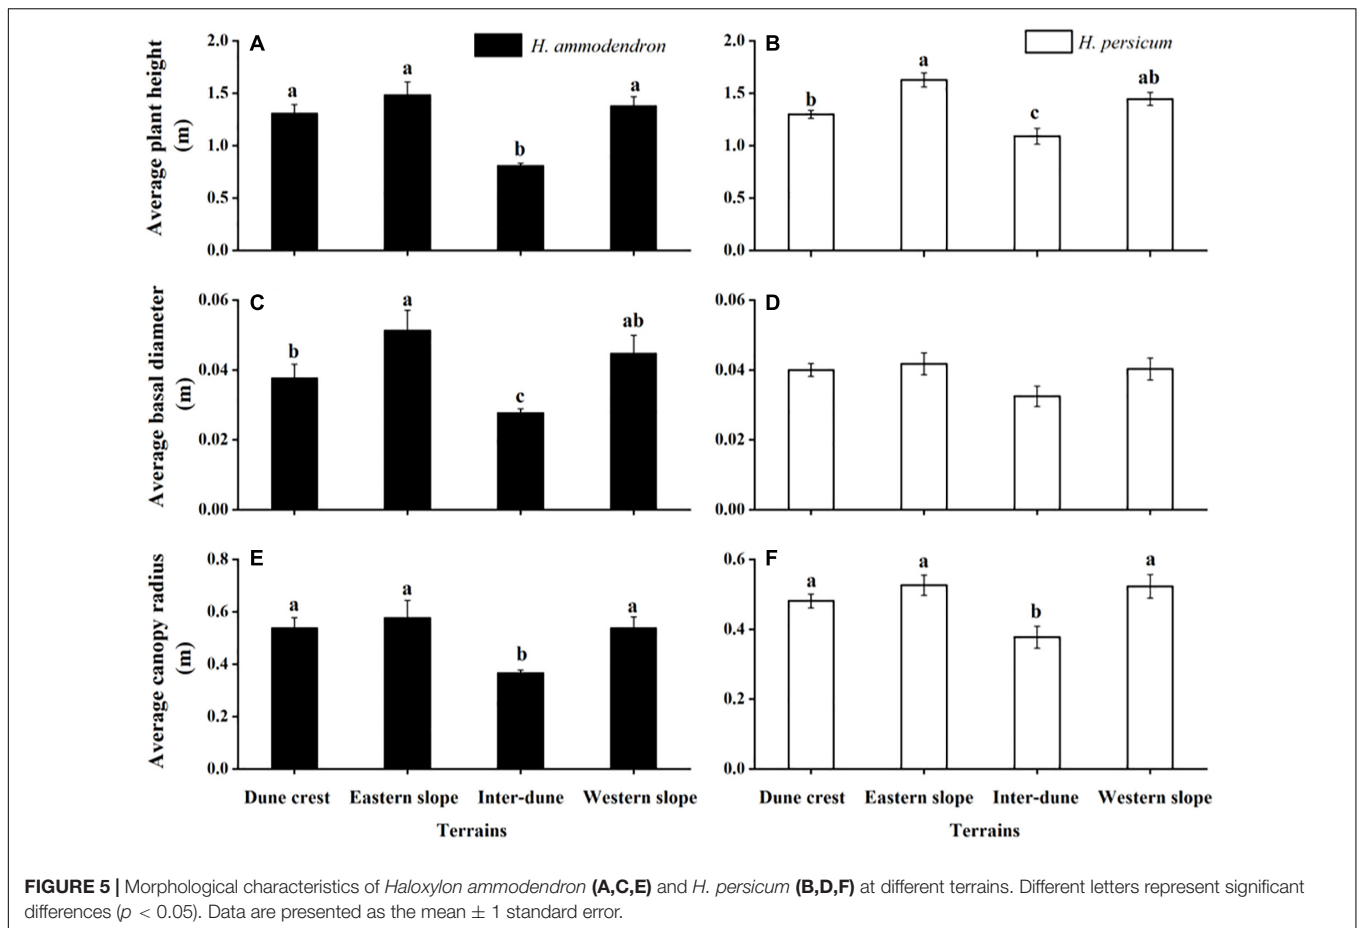 A
H. ammodendron
B
H. persicum
Average plant height
(m)
2.0
1.5
1.0
0.5
0.0
a
a
b
a
2.0
1.5
1.0
0.5
0.0
b
a
c
ab
C
Average basal diameter
(m)
0.06
0.04
0.02
0.00
b
a
c
ab
D
0.06
0.04
0.02
0.00
E
Average canopy radius
(m)
0.8
0.6
0.4
0.2
0.0
a
a
b
a
F
0.6
0.4
0.2
0.0
a
a
b
a
Dune crest Eastern slope Inter-dune Western slope
Terrains
Dune crest Eastern slope Inter-dune Western slope
Terrains
FIGURE 5 | Morphological characteristics of Haloxylon ammodendron (A,C,E) and H. persicum (B,D,F) at different terrains. Different letters represent significant
differences (p < 0.05). Data are presented as the mean ± 1 standard error.